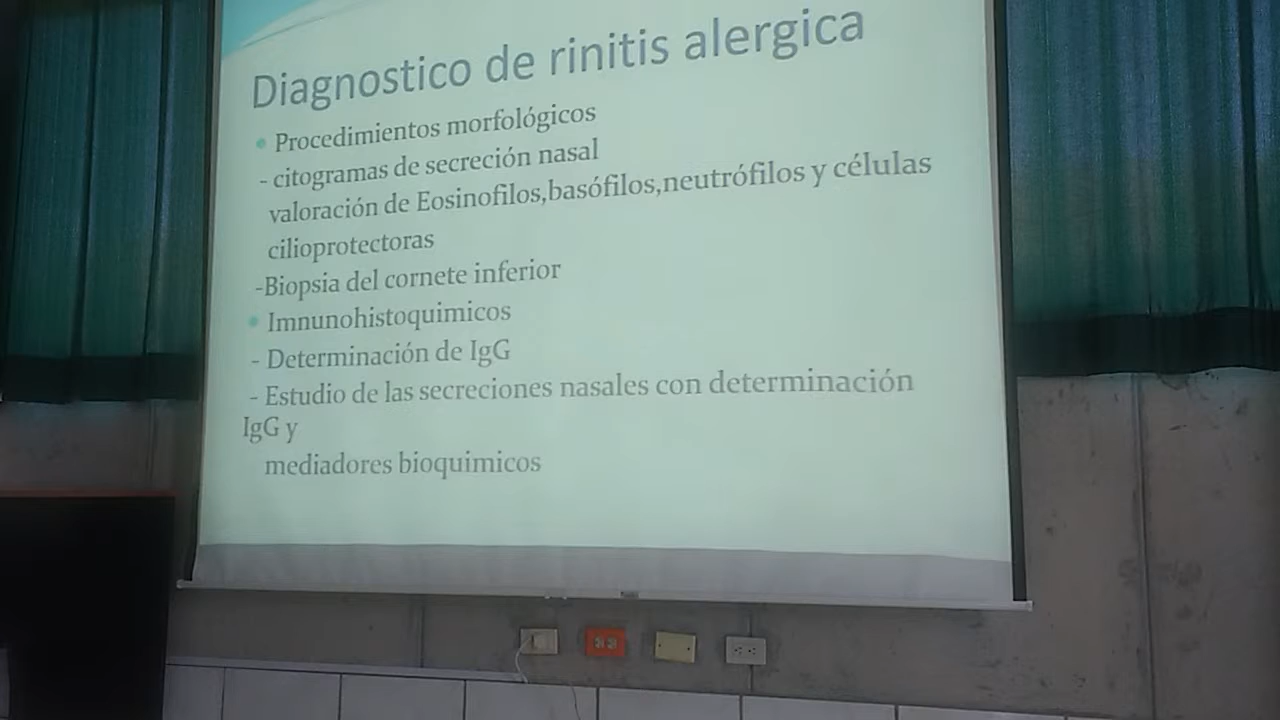 Diagnostico de rinitis alergica
• Procedimientos morfológicos
- citogramas de secreción nasal
valoración de Eosinofilos,basófilos,neutrófilos y células
cilioprotectoras
-Biopsia del cornete inferior
• Imnunohistoquimicos
- Determinación de IgG
- Estudio de las secreciones nasales con determinación
IgG y
mediadores bioquimicos